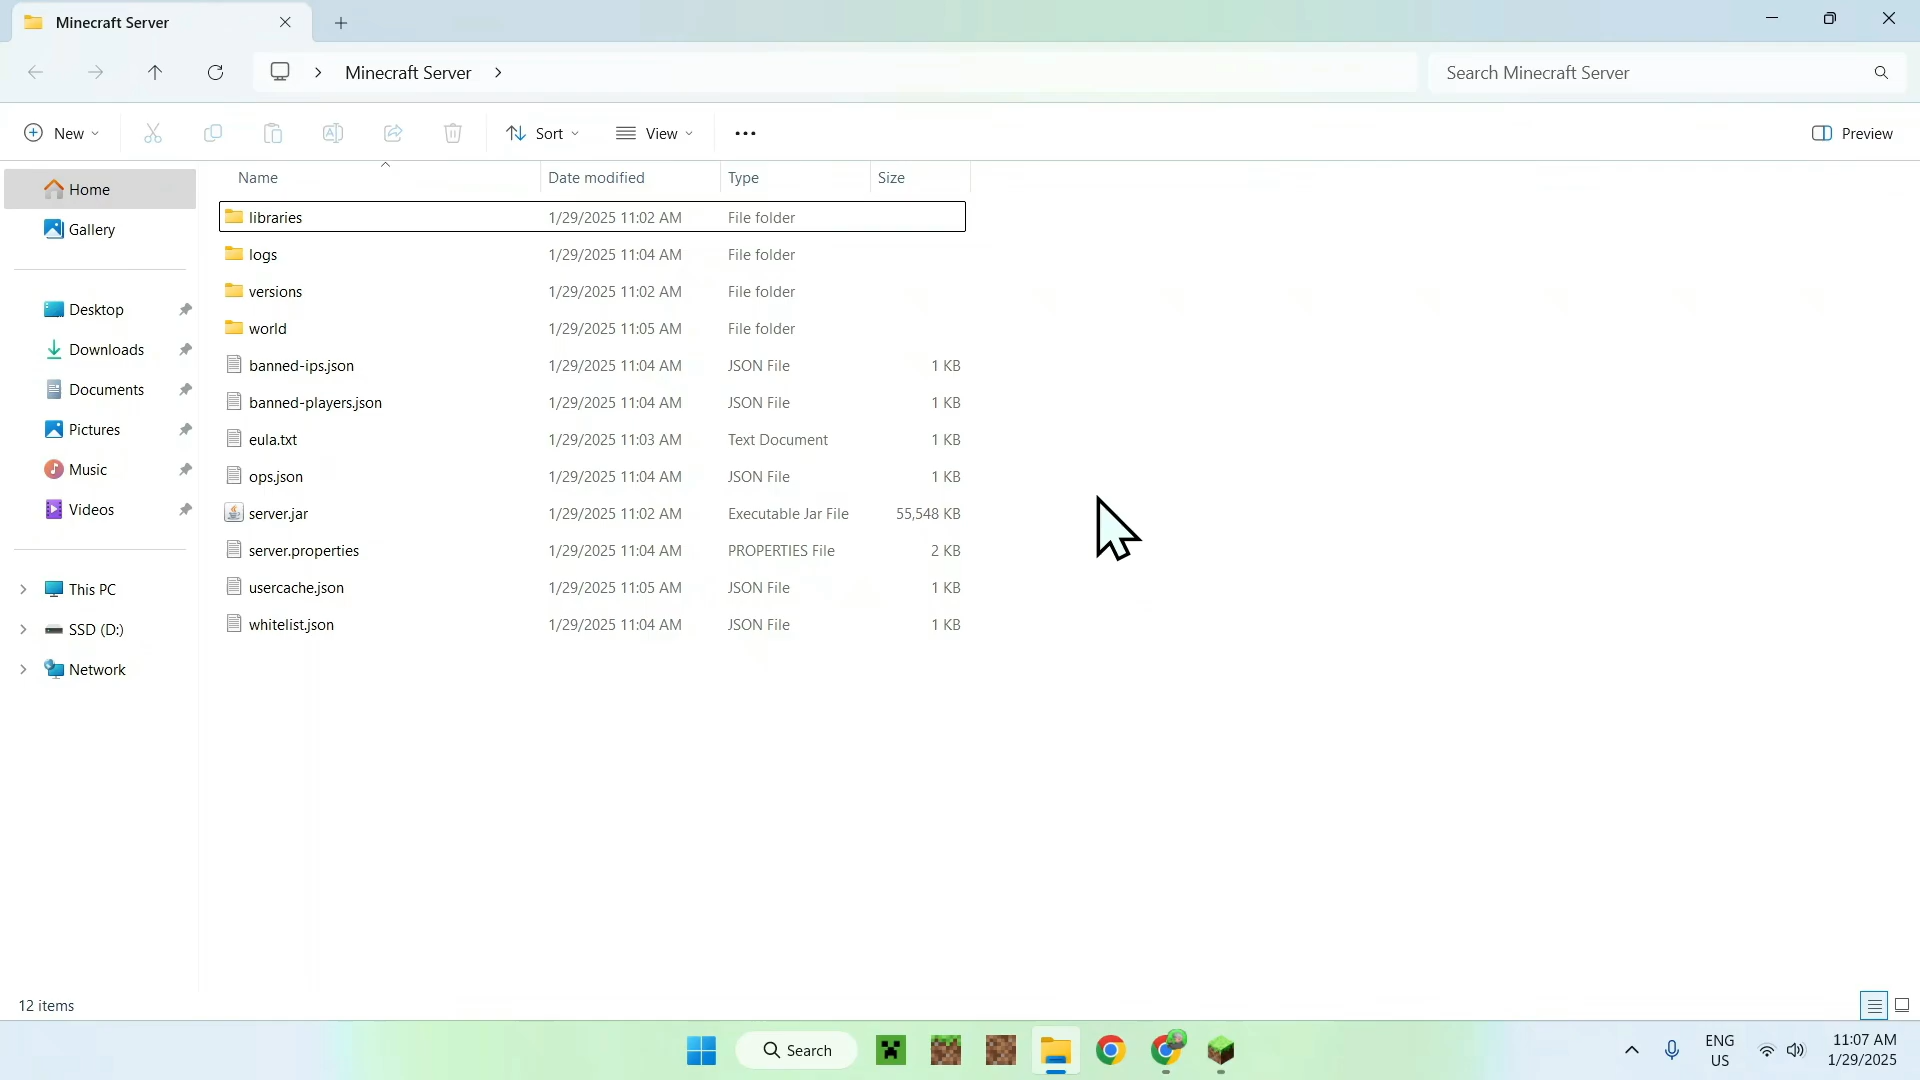 Minecraft Server
Minecraft Server
Search Minecraft Server
New
Sort
View
Preview
Name Date modified Type Size
Home
Gallery
Desktop
Downloads
Documents
Pictures
Music
Videos
This PC
SSD (D:)
Network
libraries 1/29/2025 11:02 AM File folder
logs 1/29/2025 11:04 AM File folder
versions 1/29/2025 11:02 AM File folder
world 1/29/2025 11:05 AM File folder
banned-ips.json 1/29/2025 11:04 AM JSON File 1 KB
banned-players.json 1/29/2025 11:04 AM JSON File 1 KB
eula.txt 1/29/2025 11:03 AM Text Document 1 KB
ops.json 1/29/2025 11:04 AM JSON File 1 KB
server.jar 1/29/2025 11:02 AM Executable Jar File 55,548 KB
server.properties 1/29/2025 11:04 AM PROPERTIES File 2 KB
usercache.json 1/29/2025 11:05 AM JSON File 1 KB
whitelist.json 1/29/2025 11:04 AM JSON File 1 KB
12 items
Search
ENG
US
11:07 AM
1/29/2025